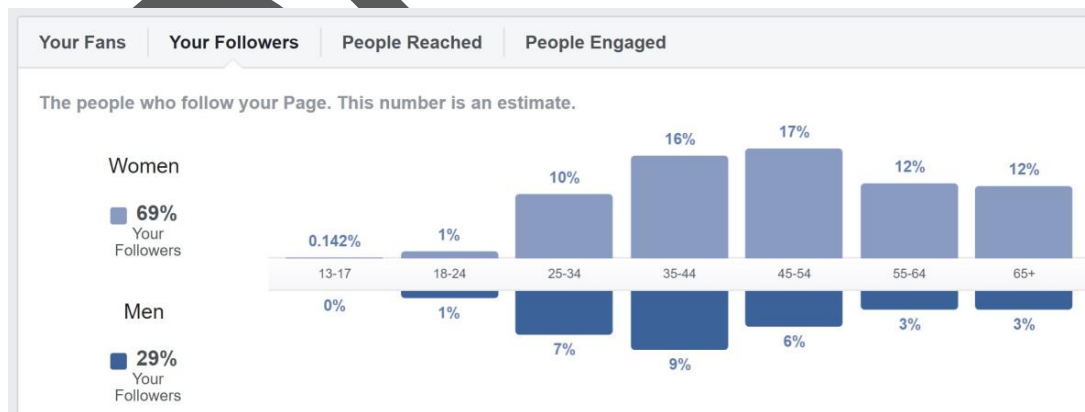 Your Fans Your Followers People Reached People Engaged
The people who follow your Page. This number is an estimate.
Women
69%
Your
Followers
0.142% 1% 10% 16% 17% 12% 12%
13-17 18-24 25-34 35-44 45-54 55-64 65+
Men
29%
Your
Followers
0% 1% 7% 9% 6% 3% 3%